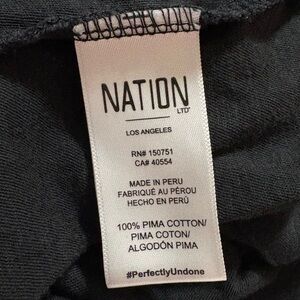 NATION
LTD
LOS ANGELES
RN# 150751
CA# 40554
MADE IN PERU
FABRIQUÉ AU PÉROU
HECHO EN PERÚ
100% PIMA COTTON/
PIMA COTON/
ALGODÓN PIMA
#PerfectlyUndone